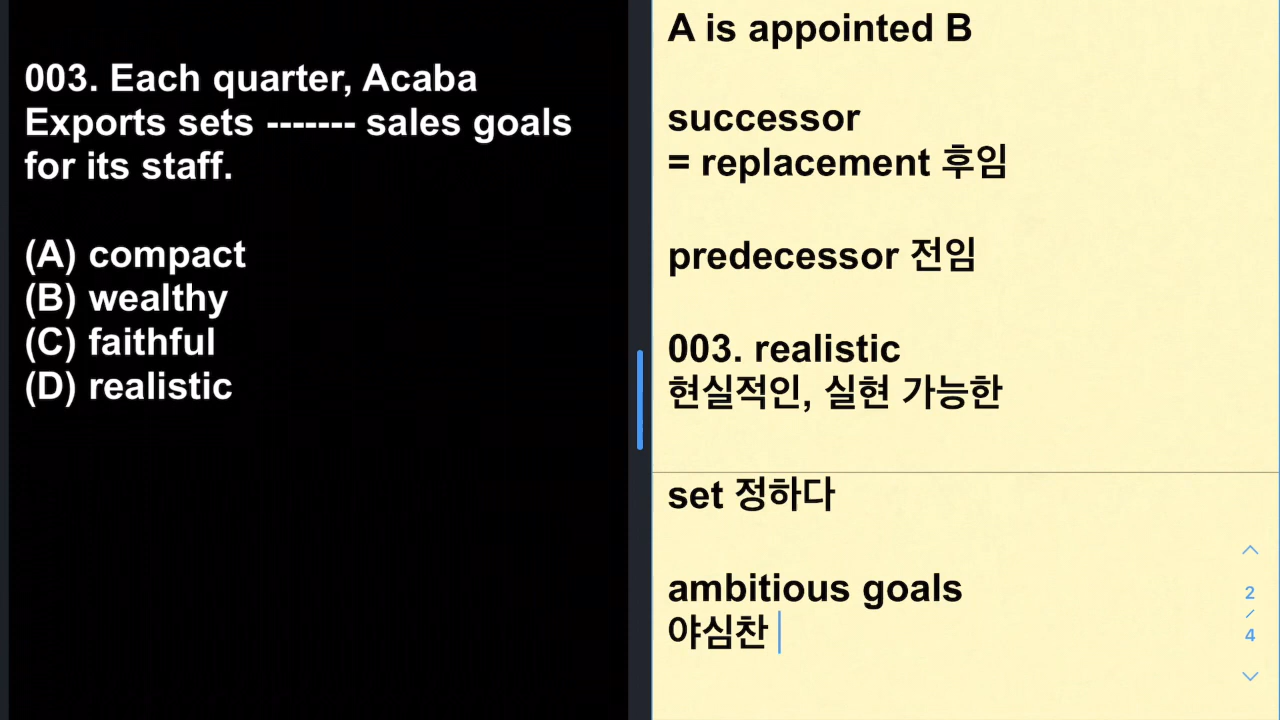 003. Each quarter, Acaba
Exports sets ------- sales goals
for its staff.
(A) compact
(B) wealthy
(C) faithful
(D) realistic
A is appointed B
successor
= replacement 후임
predecessor 전임
003. realistic
현실적인, 실현 가능한
set 정하다
ambitious goals
야심찬
2
/
4